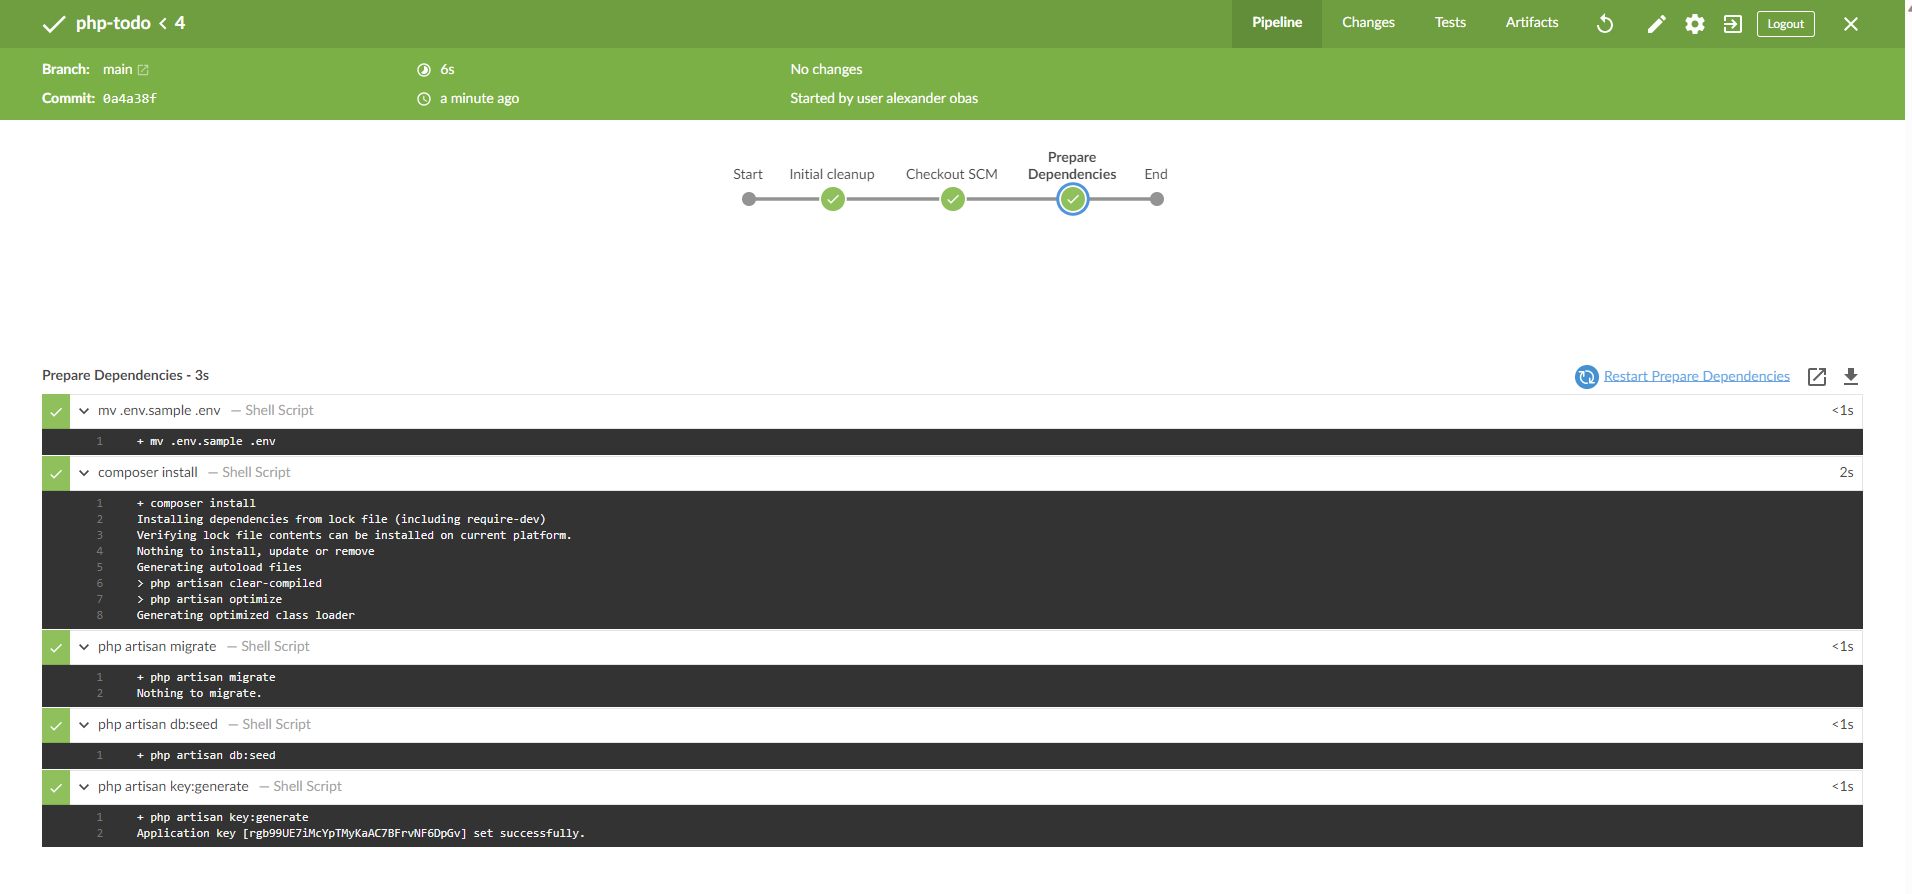 php-todo < 4
Pipeline Changes Tests Artifacts Logout
Branch: main 6s No changes
Commit: 0a4a38f a minute ago Started by user alexander obas
Start Initial cleanup Checkout SCM Prepare Dependencies End
Prepare Dependencies - 3s Restart Prepare Dependencies
mv .env.sample .env — Shell Script <1s
1 + mv .env.sample .env
composer install — Shell Script 2s
1 + composer install
2 Installing dependencies from lock file (including require-dev)
3 Verifying lock file contents can be installed on current platform.
4 Nothing to install, update or remove
5 Generating autoload files
6 > php artisan clear-compiled
7 > php artisan optimize
8 Generating optimized class loader
php artisan migrate — Shell Script <1s
1 + php artisan migrate
2 Nothing to migrate.
php artisan db:seed — Shell Script <1s
1 + php artisan db:seed
php artisan key:generate — Shell Script <1s
1 + php artisan key:generate
2 Application key [rgb99UE7iMcYpTMyKaAC7BFrvNF6DpGv] set successfully.